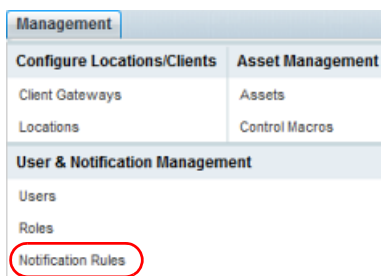 Management
Configure Locations/Clients
Asset Management
Client Gateways
Assets
Locations
Control Macros
User & Notification Management
Users
Roles
Notification Rules